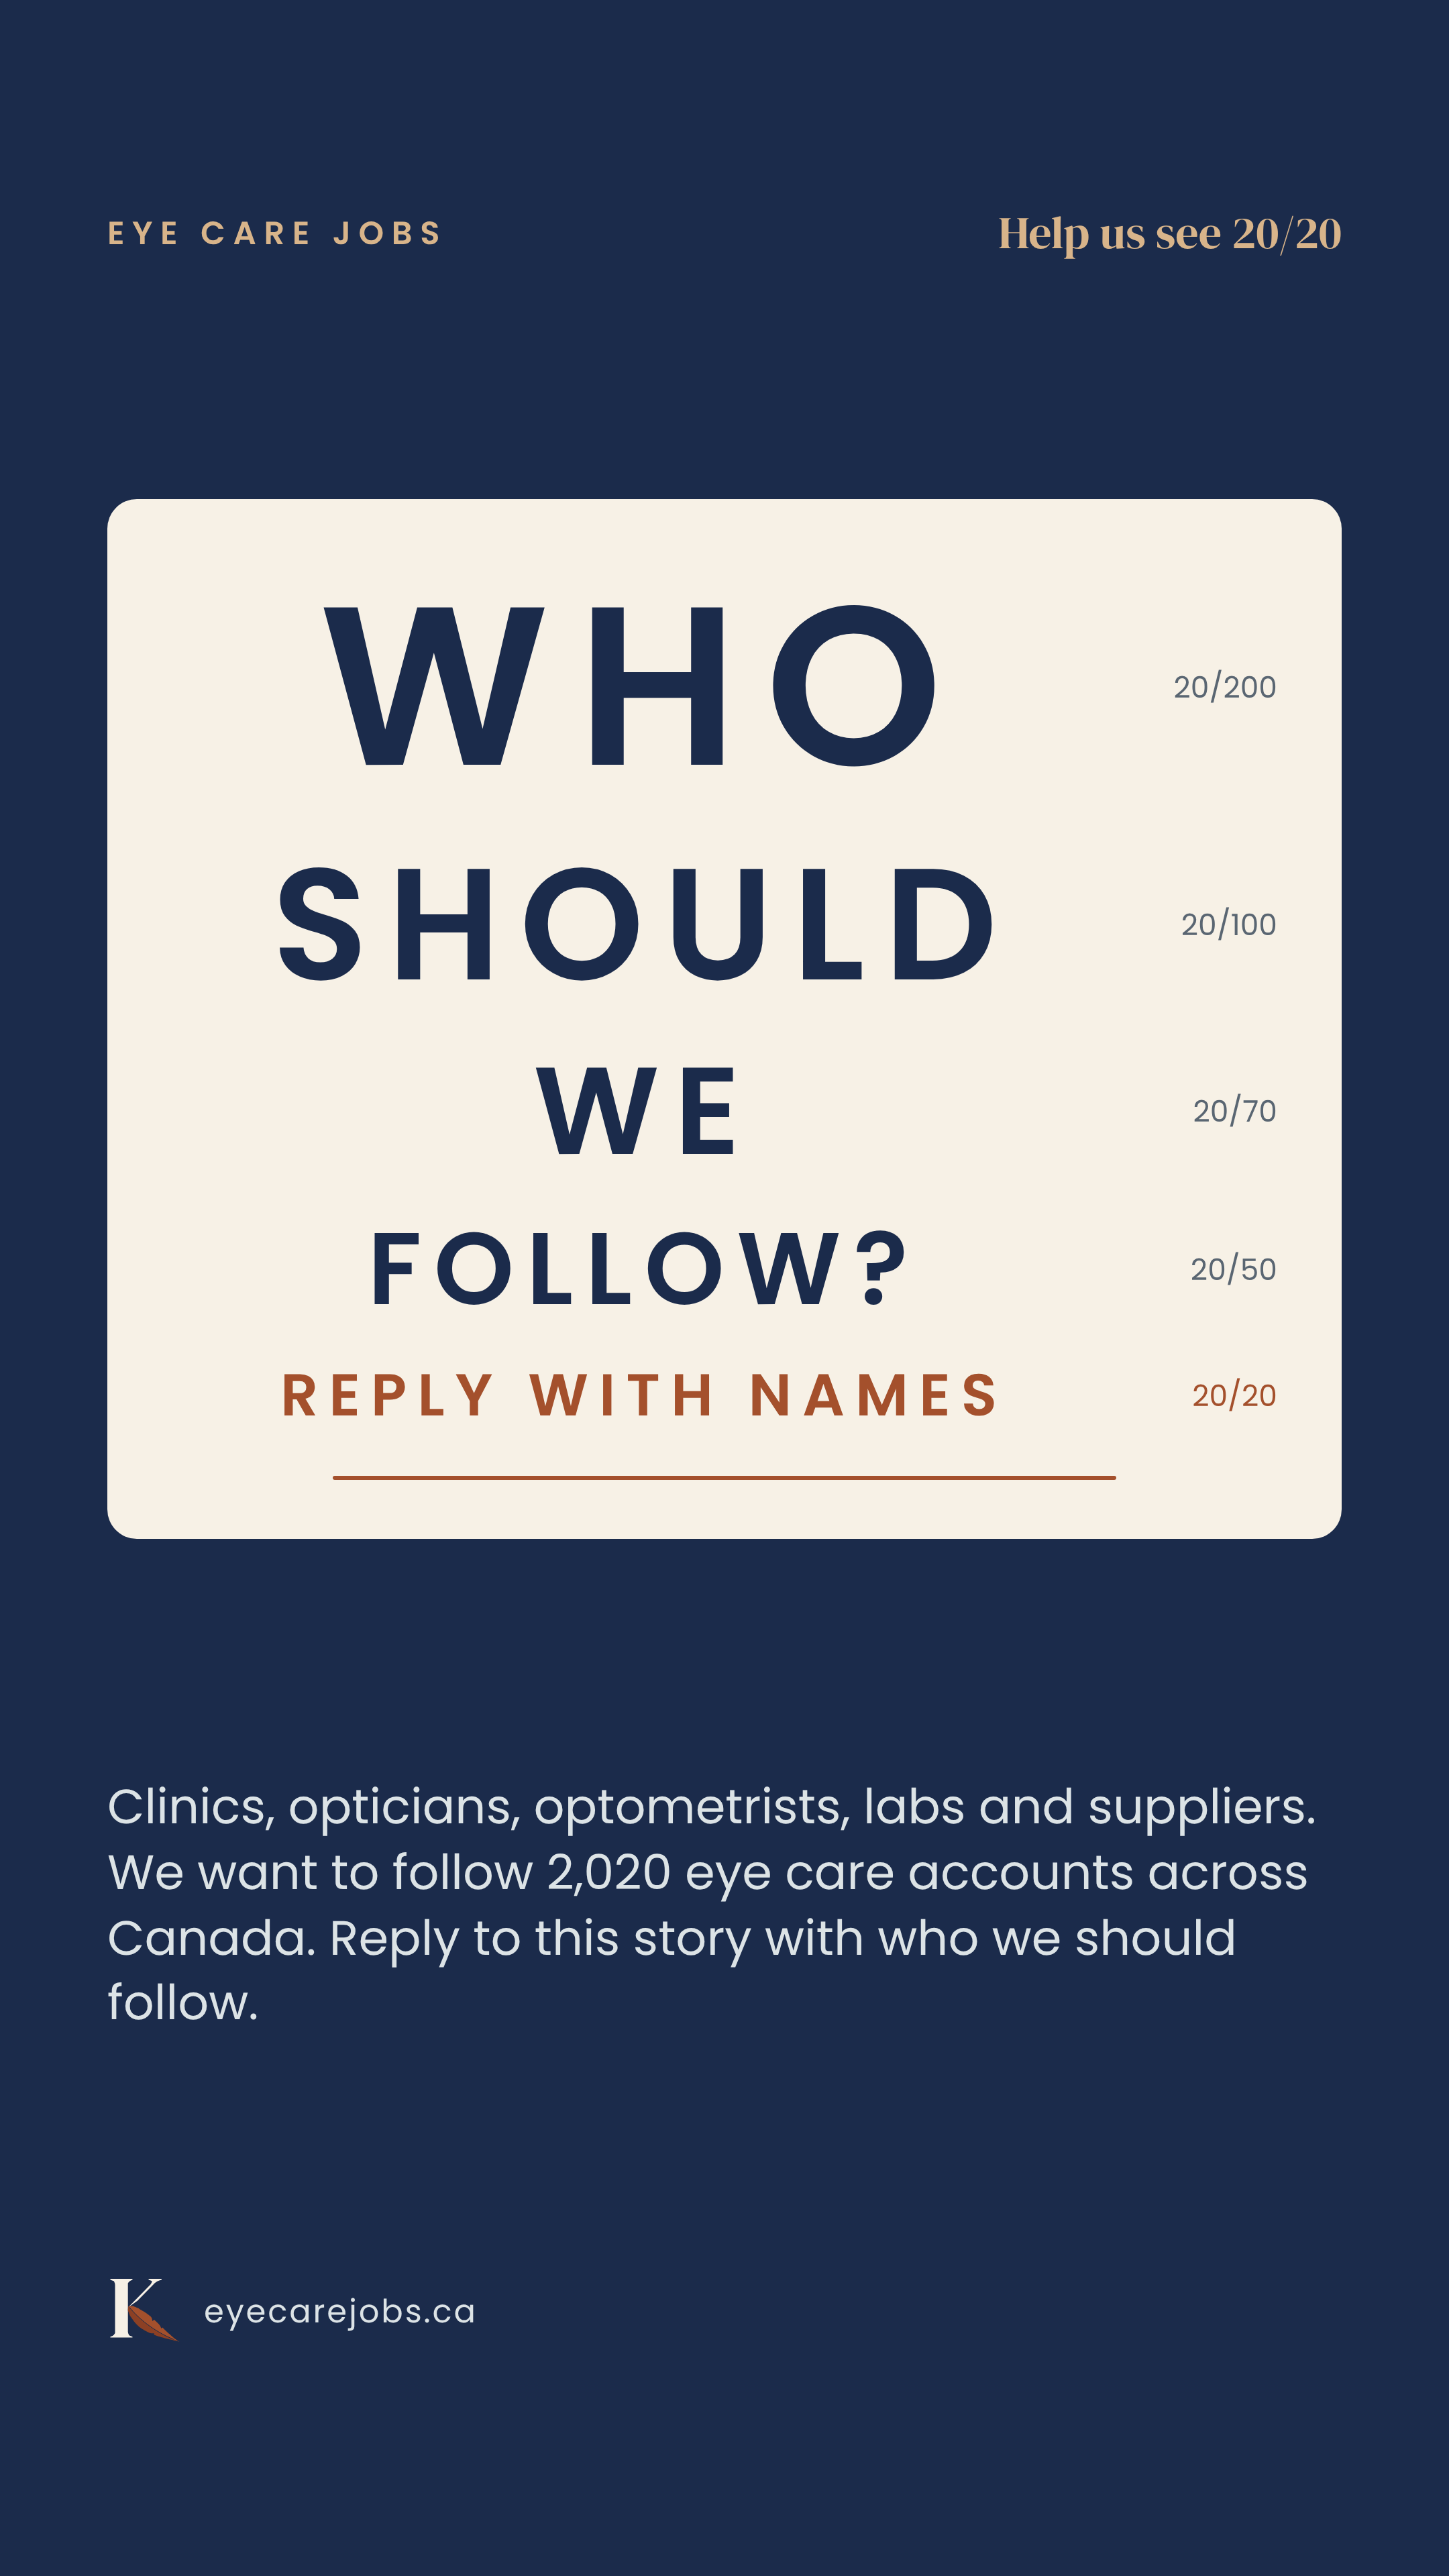 EYE CARE JOBS
Help us see 20/20
WHO 20/200
SHOULD 20/100
WE 20/70
FOLLOW? 20/50
REPLY WITH NAMES 20/20
Clinics, opticians, optometrists, labs and suppliers.
We want to follow 2,020 eye care accounts across
Canada. Reply to this story with who we should
follow.
K eyecarejobs.ca